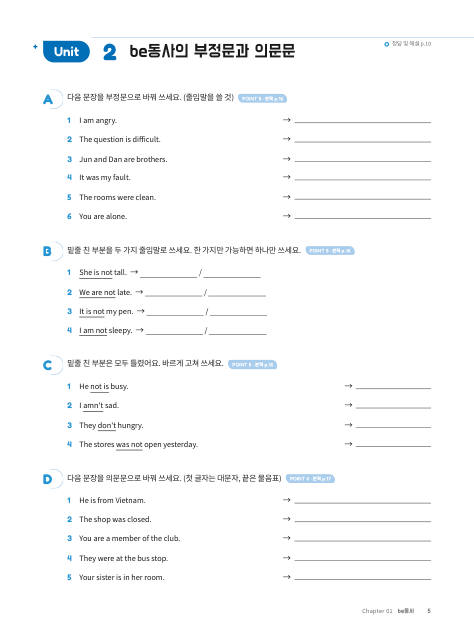 Unit 2 be동사의 부정문과 의문문
정답 및 해설 p.10
A 다음 문장을 부정문으로 바꿔 쓰세요. (줄임말을 쓸 것)
1 I am angry. →
2 The question is difficult. →
3 Jun and Dan are brothers. →
4 It was my fault. →
5 The rooms were clean. →
6 You are alone. →
B 밑줄 친 부분을 두 가지 줄임말로 쓰세요. 한 가지만 가능하면 하나만 쓰세요.
1 She is not tall. → /
2 We are not late. → /
3 It is not my pen. → /
4 I am not sleepy. → /
C 밑줄 친 부분은 모두 틀렸어요. 바르게 고쳐 쓰세요.
1 He not is busy. →
2 I amn't sad. →
3 They don't hungry. →
4 The stores was not open yesterday. →
D 다음 문장을 의문문으로 바꿔 쓰세요. (첫 글자는 대문자, 끝은 물음표)
1 He is from Vietnam. →
2 The shop was closed. →
3 You are a member of the club. →
4 They were at the bus stop. →
5 Your sister is in her room. →
Chapter 01 be동사 5